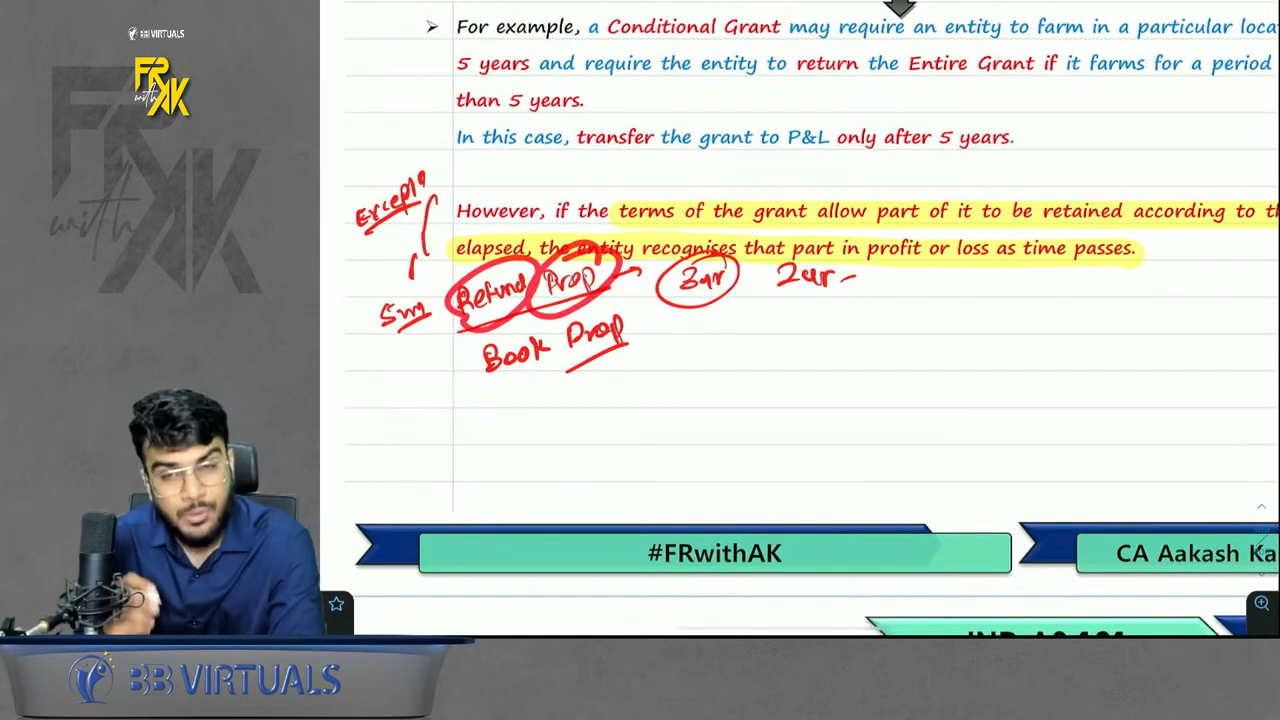 BB VIRTUALS
FR
with
AK
FR
with
AK
➢ For example, a Conditional Grant may require an entity to farm in a particular loca
5 years and require the entity to return the Entire Grant if it farms for a period
than 5 years.
In this case, transfer the grant to P&L only after 5 years.
Exceptn
However, if the terms of the grant allow part of it to be retained according to th
elapsed, the entity recognises that part in profit or loss as time passes.
Refund Prop → 3yr 2yr -
Book Prop
#FRwithAK
CA Aakash Ka
BB VIRTUALS